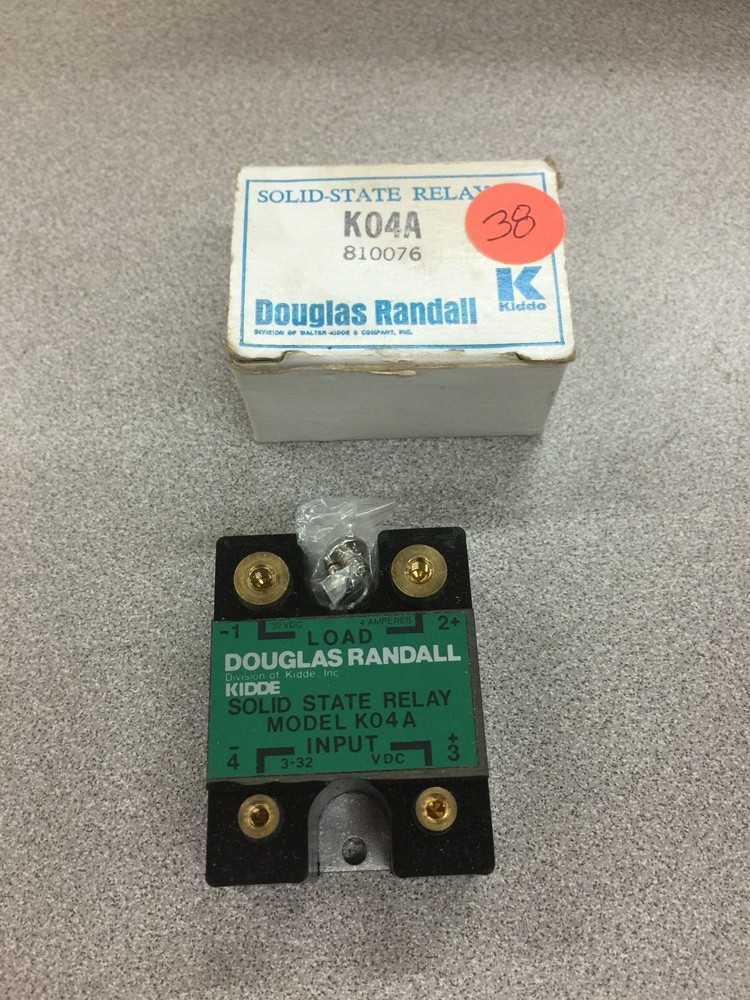 SOLID-STATE RELAY
38
K04A
810076
K
Kidde
Douglas Randall
DIVISION OF WALTER KIDDE & COMPANY, INC.
-1 32 VDC 4 AMPERES 2+
LOAD
DOUGLAS RANDALL
Division of Kidde, Inc
KIDDE
SOLID STATE RELAY
MODEL K04A
INPUT
- 4 3-32 VDC + 3